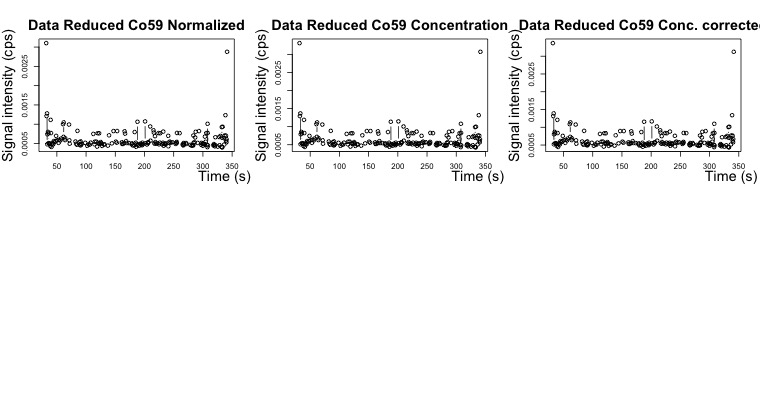 Data Reduced Co59 Normalized
Signal intensity (cps)
0.0005 0.0015 0.0025
50 100 150 200 250 300 350
Time (s)
Data Reduced Co59 Concentration
Signal intensity (cps)
0.0005 0.0015 0.0025
50 100 150 200 250 300 350
Time (s)
Data Reduced Co59 Conc. correcte
Signal intensity (cps)
0.0005 0.0015 0.0025
50 100 150 200 250 300 350
Time (s)